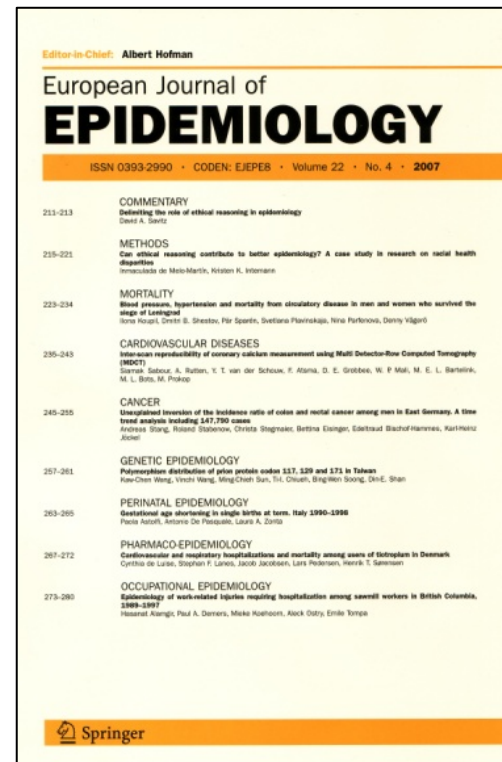 Editor-in-Chief: Albert Hofman
European Journal of
EPIDEMIOLOGY
ISSN 0393-2990 • CODEN: EJEPE8 • Volume 22 • No. 4 • 2007
COMMENTARY
211–213 Delimiting the role of ethical reasoning in epidemiology
David A. Savitz
METHODS
215–221 Can ethical reasoning contribute to better epidemiology? A case study in research on racial health
disparities
Inmaculada de Melo-Martín, Kristen K. Intemann
MORTALITY
223–234 Blood pressure, hypertension and mortality from circulatory disease in men and women who survived the
siege of Leningrad
Ilona Koupil, Dmitri B. Shestov, Pär Sparén, Svetlana Plavinskaja, Nina Parfenova, Denny Vågerö
CARDIOVASCULAR DISEASES
235–243 Inter-scan reproducibility of coronary calcium measurement using Multi Detector-Row Computed Tomography
(MDCT)
Siamak Sabour, A. Rutten, Y. T. van der Schouw, F. Atsma, D. E. Grobbee, W. P. Mali, M. E. L. Bartelink,
M. L. Bots, M. Prokop
CANCER
245–255 Unexplained inversion of the incidence ratio of colon and rectal cancer among men in East Germany. A time
trend analysis including 147,790 cases
Andreas Stang, Roland Stabenow, Christa Stegmaier, Bettina Eisinger, Edeltraud Bischof-Hammes, Karl-Heinz
Jöckel
GENETIC EPIDEMIOLOGY
257–261 Polymorphism distribution of prion protein codon 117, 129 and 171 in Taiwan
Kaw-Chen Wang, Vinchi Wang, Ming-Chieh Sun, Ti-I. Chiueh, Bing-Wen Soong, Din-E. Shan
PERINATAL EPIDEMIOLOGY
263–265 Gestational age shortening in single births at term. Italy 1990–1998
Paola Astolfi, Antonio De Pasquale, Laura A. Zonta
PHARMACO-EPIDEMIOLOGY
267–272 Cardiovascular and respiratory hospitalizations and mortality among users of tiotropium in Denmark
Cynthia de Luise, Stephan F. Lanes, Jacob Jacobsen, Lars Pedersen, Henrik T. Sørensen
OCCUPATIONAL EPIDEMIOLOGY
273–280 Epidemiology of work-related injuries requiring hospitalization among sawmill workers in British Columbia,
1989–1997
Hasanat Alamgir, Paul A. Demers, Mieke Koehoorn, Aleck Ostry, Emile Tompa
Springer